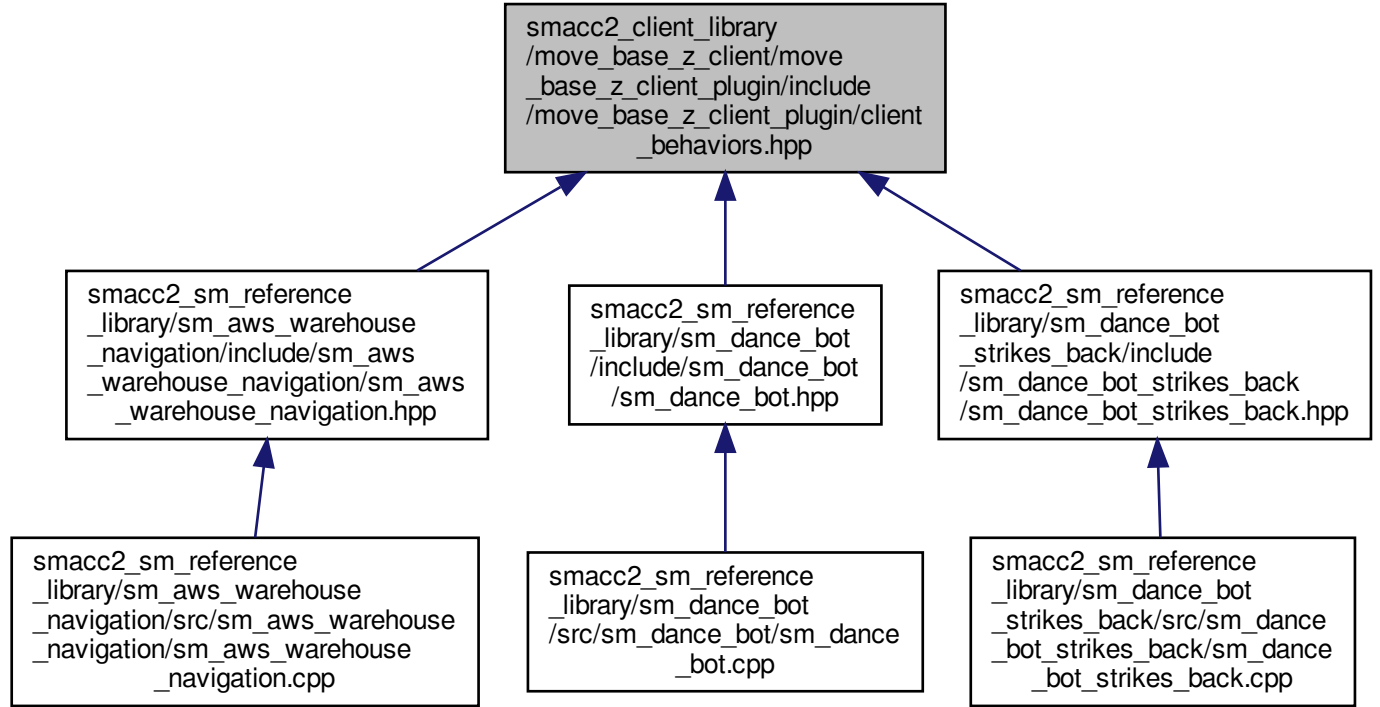 smacc2_client_library
/move_base_z_client/move
_base_z_client_plugin/include
/move_base_z_client_plugin/client
_behaviors.hpp
smacc2_sm_reference
_library/sm_aws_warehouse
_navigation/include/sm_aws
_warehouse_navigation/sm_aws
_warehouse_navigation.hpp
smacc2_sm_reference
_library/sm_dance_bot
/include/sm_dance_bot
/sm_dance_bot.hpp
smacc2_sm_reference
_library/sm_dance_bot
_strikes_back/include
/sm_dance_bot_strikes_back
/sm_dance_bot_strikes_back.hpp
smacc2_sm_reference
_library/sm_aws_warehouse
_navigation/src/sm_aws_warehouse
_navigation/sm_aws_warehouse
_navigation.cpp
smacc2_sm_reference
_library/sm_dance_bot
/src/sm_dance_bot/sm_dance
_bot.cpp
smacc2_sm_reference
_library/sm_dance_bot
_strikes_back/src/sm_dance
_bot_strikes_back/sm_dance
_bot_strikes_back.cpp